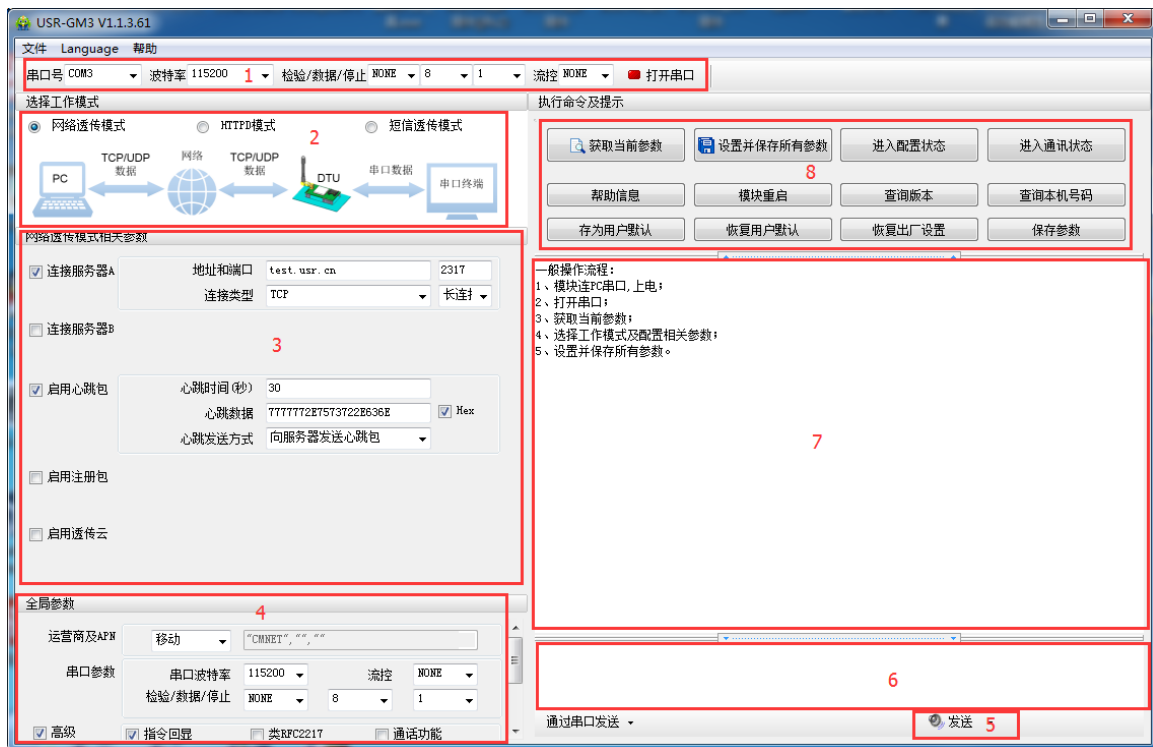 USR-GM3 V1.1.3.61
文件 Language 帮助
串口号 COM3 波特率 115200 1 检验/数据/停止 NONE 8 1 流控 NONE 打开串口
选择工作模式
网络透传模式 HTTPD模式 短信透传模式
2
PC
TCP/UDP
数据
网络
TCP/UDP
数据
DTU
串口数据
串口终端
网络透传模式相关参数
连接服务器A 地址和端口 test.usr.cn 2317
连接类型 TCP 长连接
连接服务器B
3
启用心跳包 心跳时间(秒) 30
心跳数据 7777772E7573722E636E Hex
心跳发送方式 向服务器发送心跳包
启用注册包
启用透传云
全局参数
4
运营商及APN 移动 "CMNET","",""
串口参数 串口波特率 115200 流控 NONE
检验/数据/停止 NONE 8 1
高级 指令回显 类RFC2217 通话功能
执行命令及提示
获取当前参数 设置并保存所有参数 进入配置状态 进入通讯状态
8
帮助信息 模块重启 查询版本 查询本机号码
存为用户默认 恢复用户默认 恢复出厂设置 保存参数
一般操作流程：
1、模块连PC串口,上电；
2、打开串口；
3、获取当前参数；
4、选择工作模式及配置相关参数；
5、设置并保存所有参数。
7
6
通过串口发送 发送 5